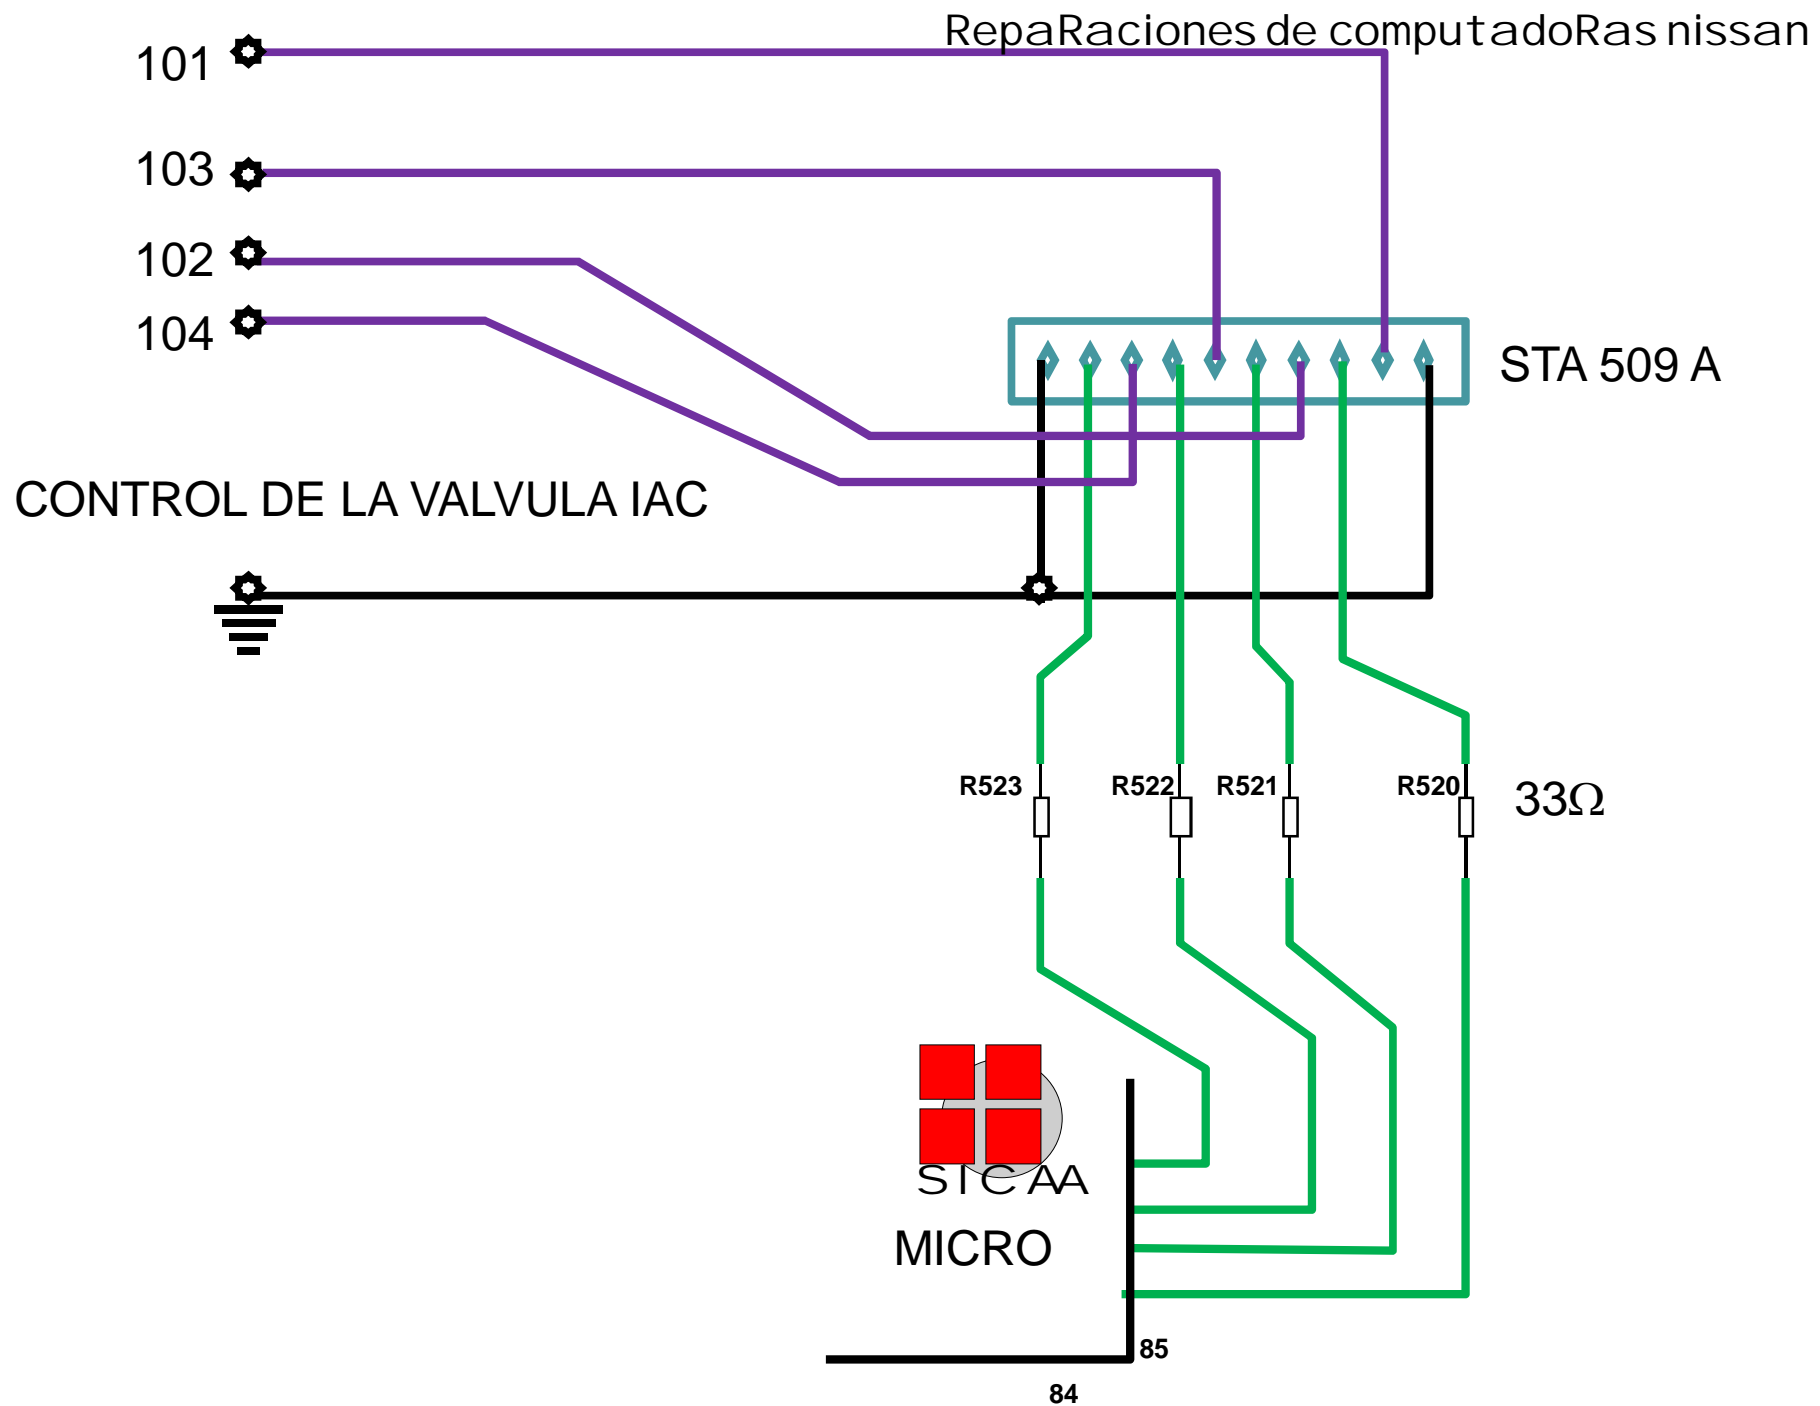 RepaRaciones de computadoRas nissan
101
103
102
104
STA 509 A
CONTROL DE LA VALVULA IAC
R523
R522
R521
R520
33Ω
SICAA
MICRO
85
84